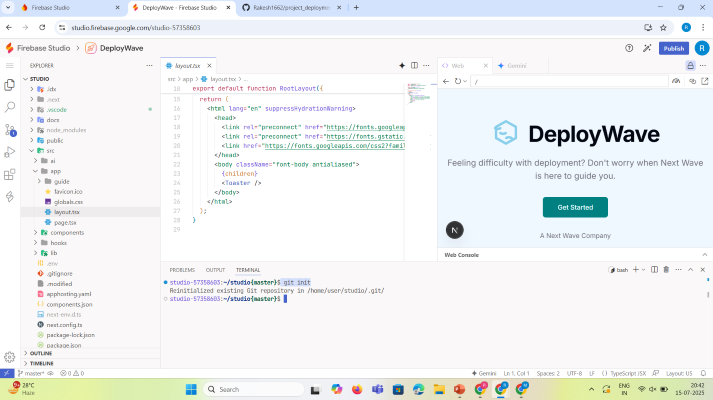 Firebase Studio
DeployWave - Firebase Studio
Rakesh1662/project_deploymen
studio.firebase.google.com/studio-57358603
Firebase Studio
DeployWave
Publish
R
EXPLORER
STUDIO
.idx
.next
.vscode
docs
node_modules
public
src
ai
app
guide
favicon.ico
globals.css
layout.tsx
page.tsx
components
hooks
lib
.env
.gitignore
.modified
apphosting.yaml
components.json
next-env.d.ts
next.config.ts
package-lock.json
package.json
OUTLINE
TIMELINE
layout.tsx
src > app > layout.tsx > ...
10 export default function RootLayout({
15 return (
16 <html lang="en" suppressHydrationWarning>
17 <head>
18 <link rel="preconnect" href="https://fonts.googleap
19 <link rel="preconnect" href="https://fonts.gstatic.
20 <link href="https://fonts.googleapis.com/css2?famil
21 </head>
22 <body className="font-body antialiased">
23 {children}
24 <Toaster />
25 </body>
26 </html>
27 );
28 }
29
Web
Gemini
/
DeployWave
Feeling difficulty with deployment? Don't worry when Next Wave
is here to guide you.
Get Started
N
A Next Wave Company
Web Console
PROBLEMS
OUTPUT
TERMINAL
bash
studio-57358603:~/studio{master}$ git init
Reinitialized existing Git repository in /home/user/studio/.git/
studio-57358603:~/studio{master}$
master*
0 0
Gemini
Ln 1, Col 1
Spaces: 2
UTF-8
LF
{} TypeScript JSX
Layout: US
28°C
Haze
Search
ENG
IN
20:42
15-07-2025